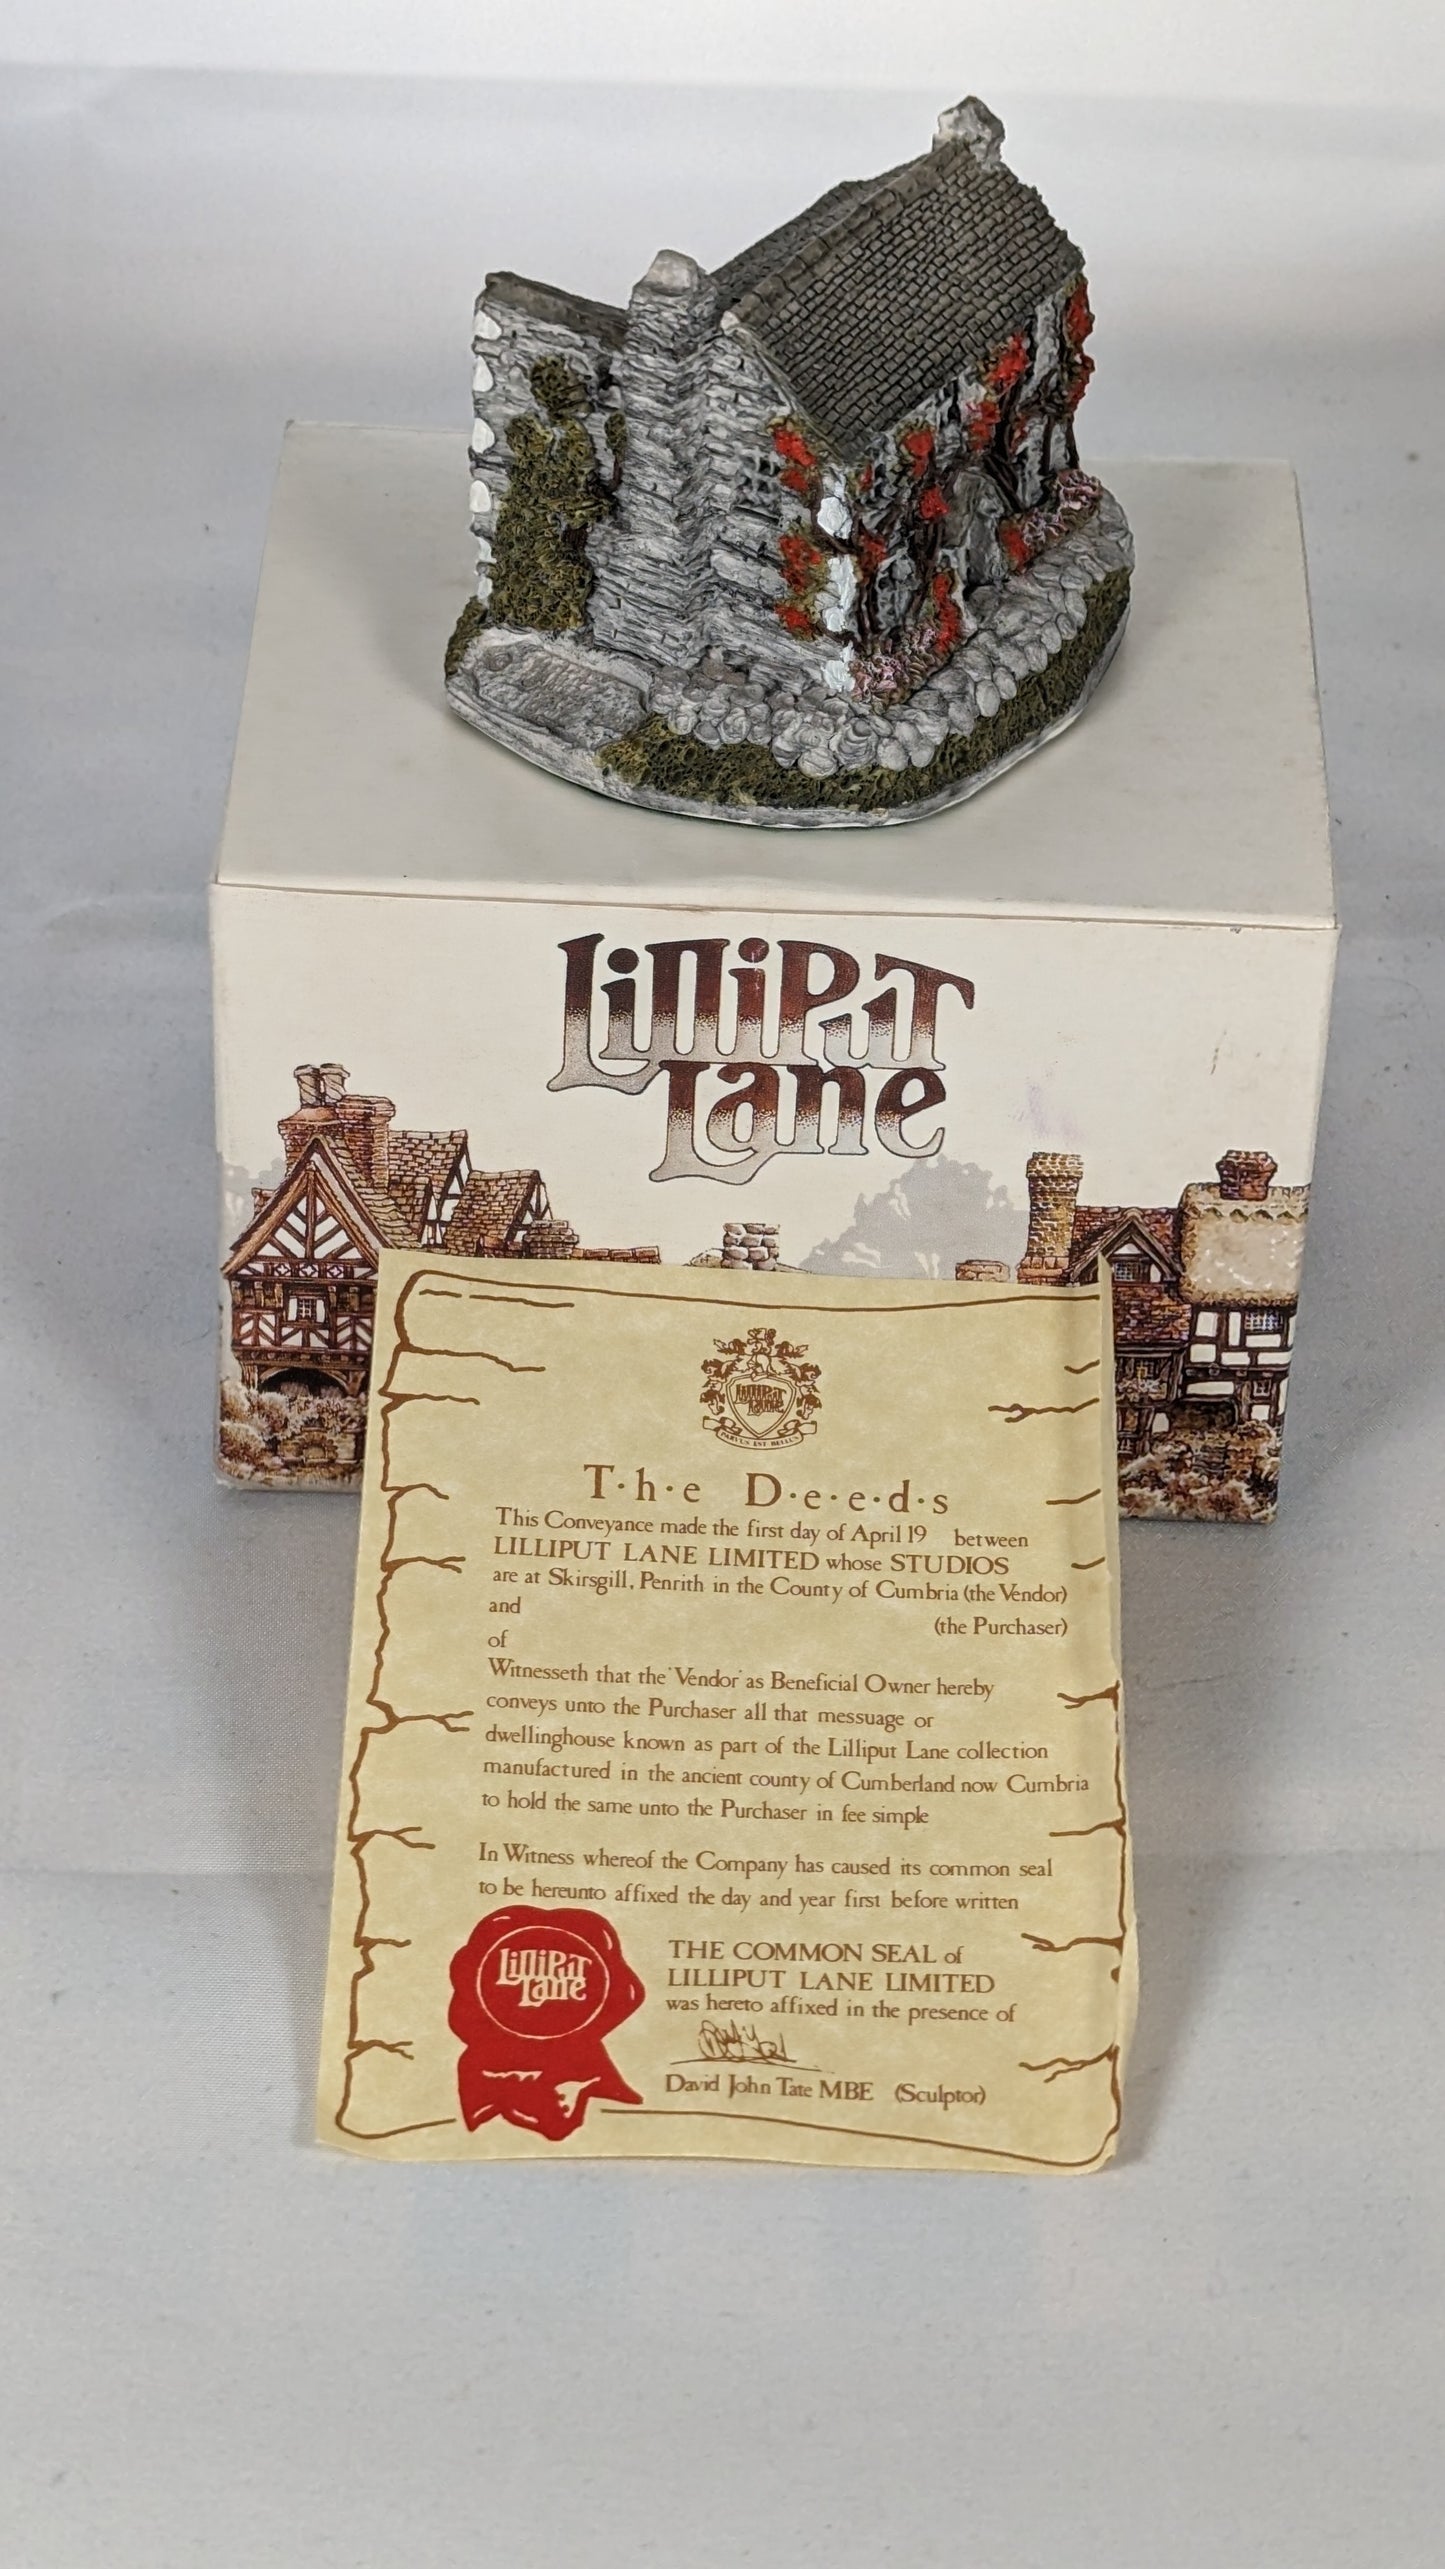 Lilliput
Lane
Lilliput
Lane
PARVUS EST BELLUS
The Deeds
This Conveyance made the first day of April 19 between
LILLIPUT LANE LIMITED whose STUDIOS
are at Skirsgill, Penrith in the County of Cumbria (the Vendor)
and (the Purchaser)
of
Witnesseth that the Vendor as Beneficial Owner hereby
conveys unto the Purchaser all that messuage or
dwellinghouse known as part of the Lilliput Lane collection
manufactured in the ancient county of Cumberland now Cumbria
to hold the same unto the Purchaser in fee simple
In Witness whereof the Company has caused its common seal
to be hereunto affixed the day and year first before written
Lilliput
Lane
THE COMMON SEAL of
LILLIPUT LANE LIMITED
was hereto affixed in the presence of
David John Tate MBE (Sculptor)